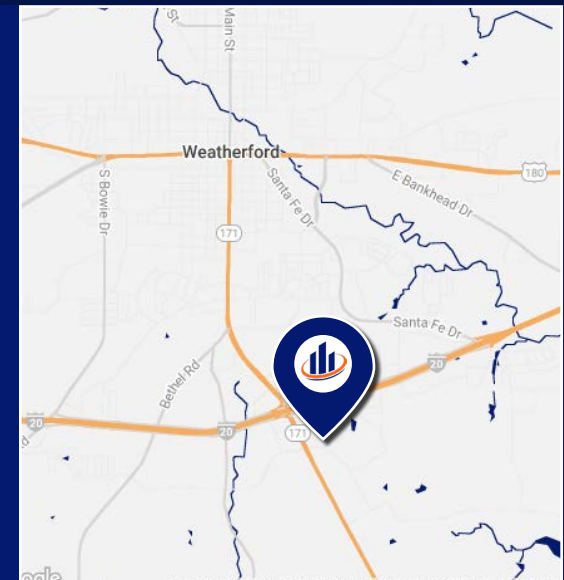 St
Main St
Weatherford
180
S Bowie Dr
Santa Fe Dr
E Bankhead Dr
171
Santa Fe Dr
20
Bethel Rd
20
20
171